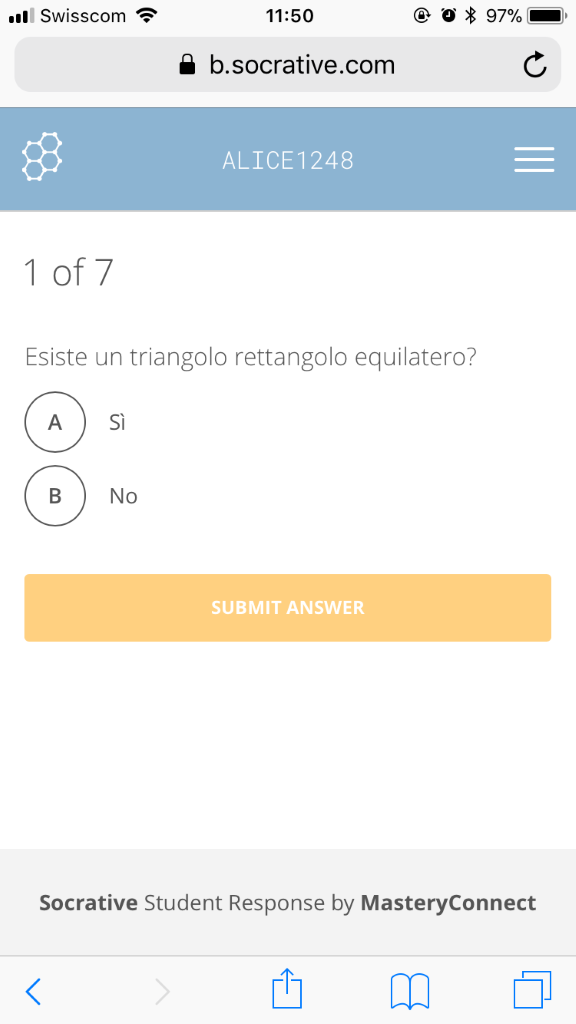 Swisscom 11:50 97%
b.socrative.com
ALICE1248
1 of 7
Esiste un triangolo rettangolo equilatero?
A Sì
B No
SUBMIT ANSWER
Socrative Student Response by MasteryConnect